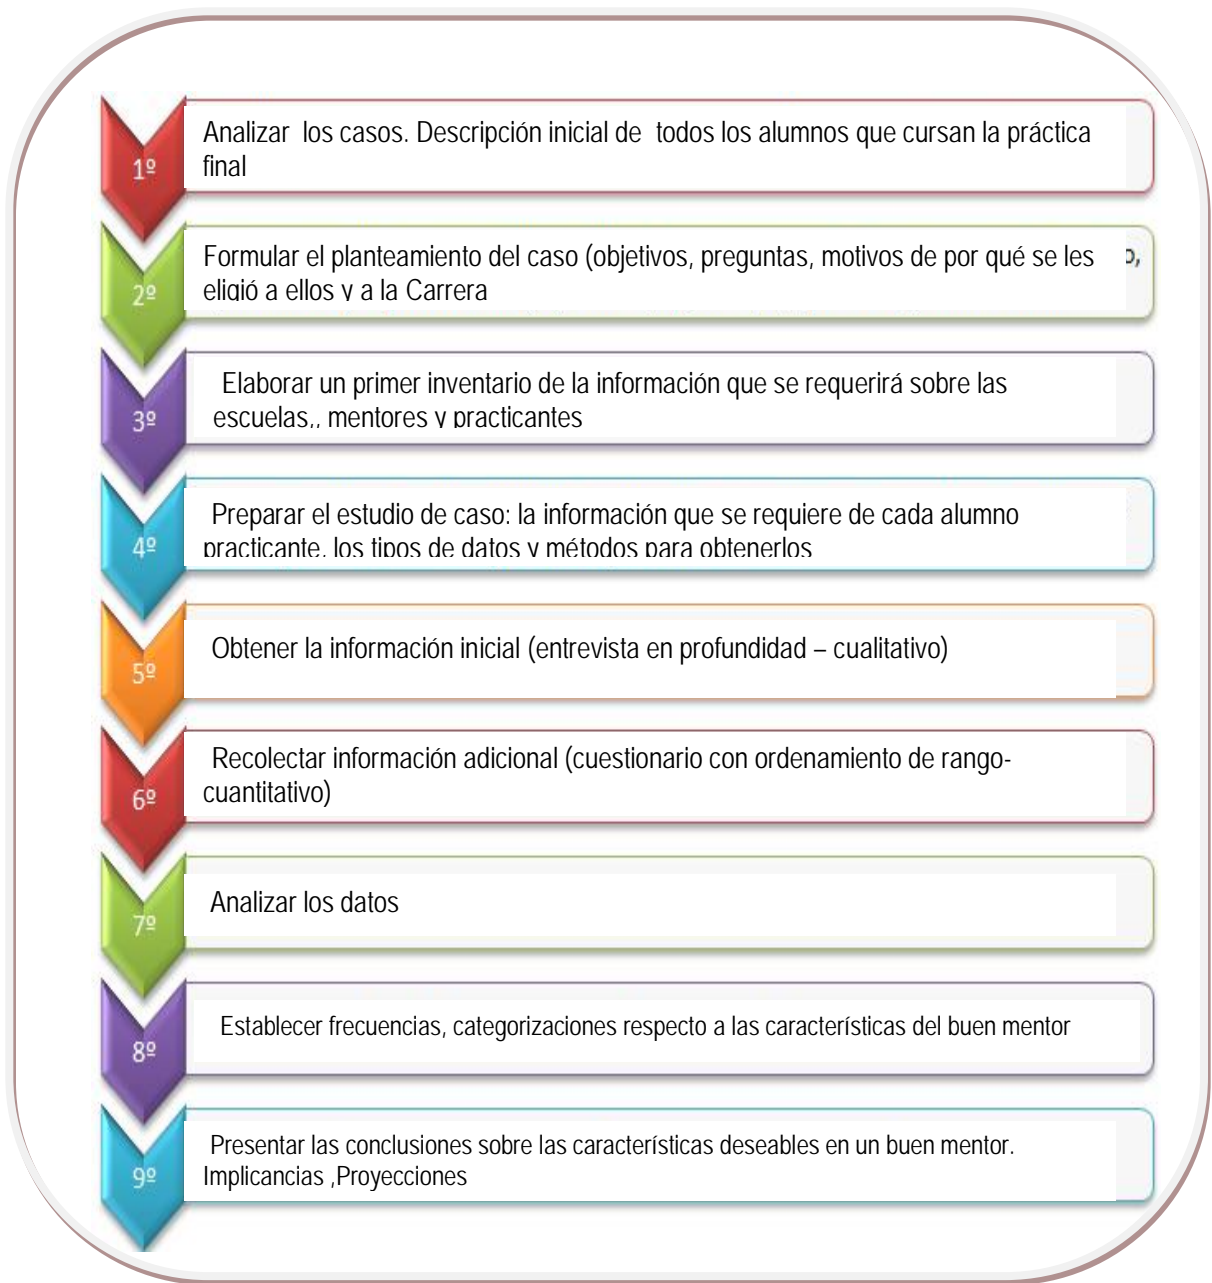 1º
Analizar los casos. Descripción inicial de todos los alumnos que cursan la práctica
final
2º
Formular el planteamiento del caso (objetivos, preguntas, motivos de por qué se les
eligió a ellos y a la Carrera
3º
Elaborar un primer inventario de la información que se requerirá sobre las
escuelas,, mentores y practicantes
4º
Preparar el estudio de caso: la información que se requiere de cada alumno
practicante, los tipos de datos y métodos para obtenerlos
5º
Obtener la información inicial (entrevista en profundidad – cualitativo)
6º
Recolectar información adicional (cuestionario con ordenamiento de rango-
cuantitativo)
7º
Analizar los datos
8º
Establecer frecuencias, categorizaciones respecto a las características del buen mentor
9º
Presentar las conclusiones sobre las características deseables en un buen mentor.
Implicancias ,Proyecciones